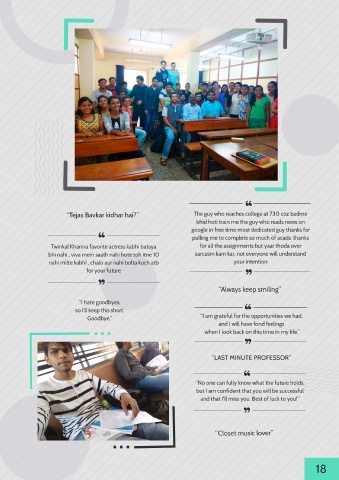 "Tejas Bavkar kidhar hai?"
Twinkal Khanna favorite actress kabhi bataya
bhi nahi , viva mein saath nahi hote toh itne 10
nahi milte kabhi , chalo aur nahi bolta kuch atb
for your future
"I hate goodbyes,
so I'll keep this short.
Goodbye."
The guy who reaches college at 7:30 coz badme
bhid hoti train me the guy who reads news on
google in free time most dedicated guy thanks for
pulling me to complete so much of acads. thanks
for all the assignments but yaar thoda over
sarcasm kam kar, not everyone will understand
your intention
"Always keep smiling"
"I am grateful for the opportunities we had,
and I will have fond feelings
when I look back on this time in my life."
"LAST MINUTE PROFESSOR"
"No one can fully know what the future holds,
but I am confident that you will be successful
and that I'll miss you. Best of luck to you!"
"Closet music lover"
18